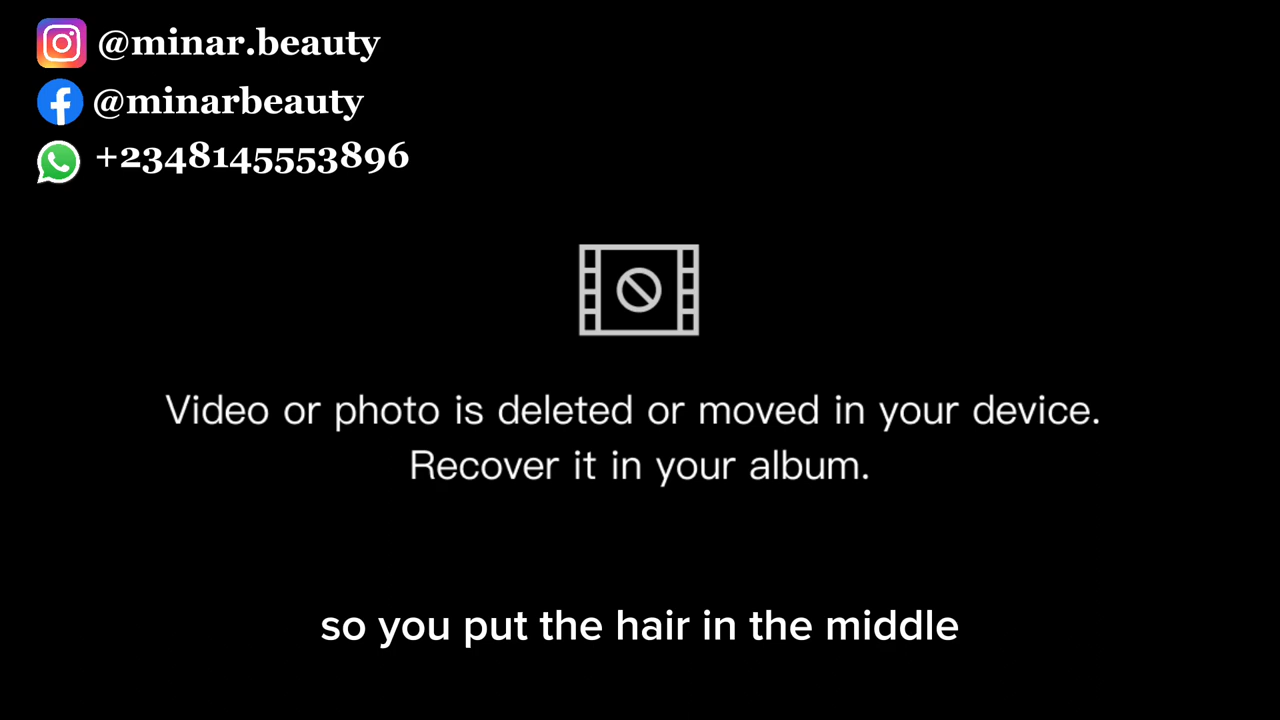 @minar.beauty
@minarbeauty
+2348145553896
Video or photo is deleted or moved in your device.
Recover it in your album.
so you put the hair in the middle